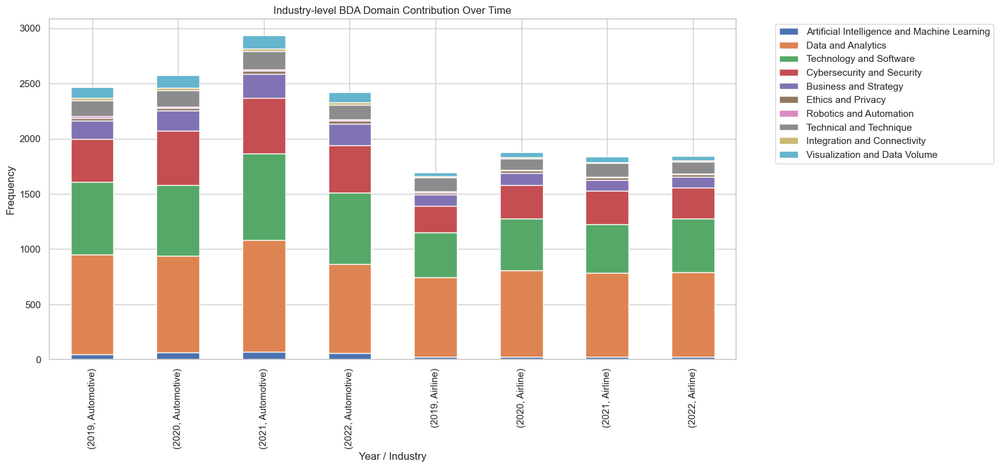 Industry-level BDA Domain Contribution Over Time
3000
2500
2000
1500
1000
500
0
Frequency
(2019, Automotive)
(2020, Automotive)
(2021, Automotive)
(2022, Automotive)
(2019, Airline)
(2020, Airline)
(2021, Airline)
(2022, Airline)
Year / Industry
Artificial Intelligence and Machine Learning
Data and Analytics
Technology and Software
Cybersecurity and Security
Business and Strategy
Ethics and Privacy
Robotics and Automation
Technical and Technique
Integration and Connectivity
Visualization and Data Volume